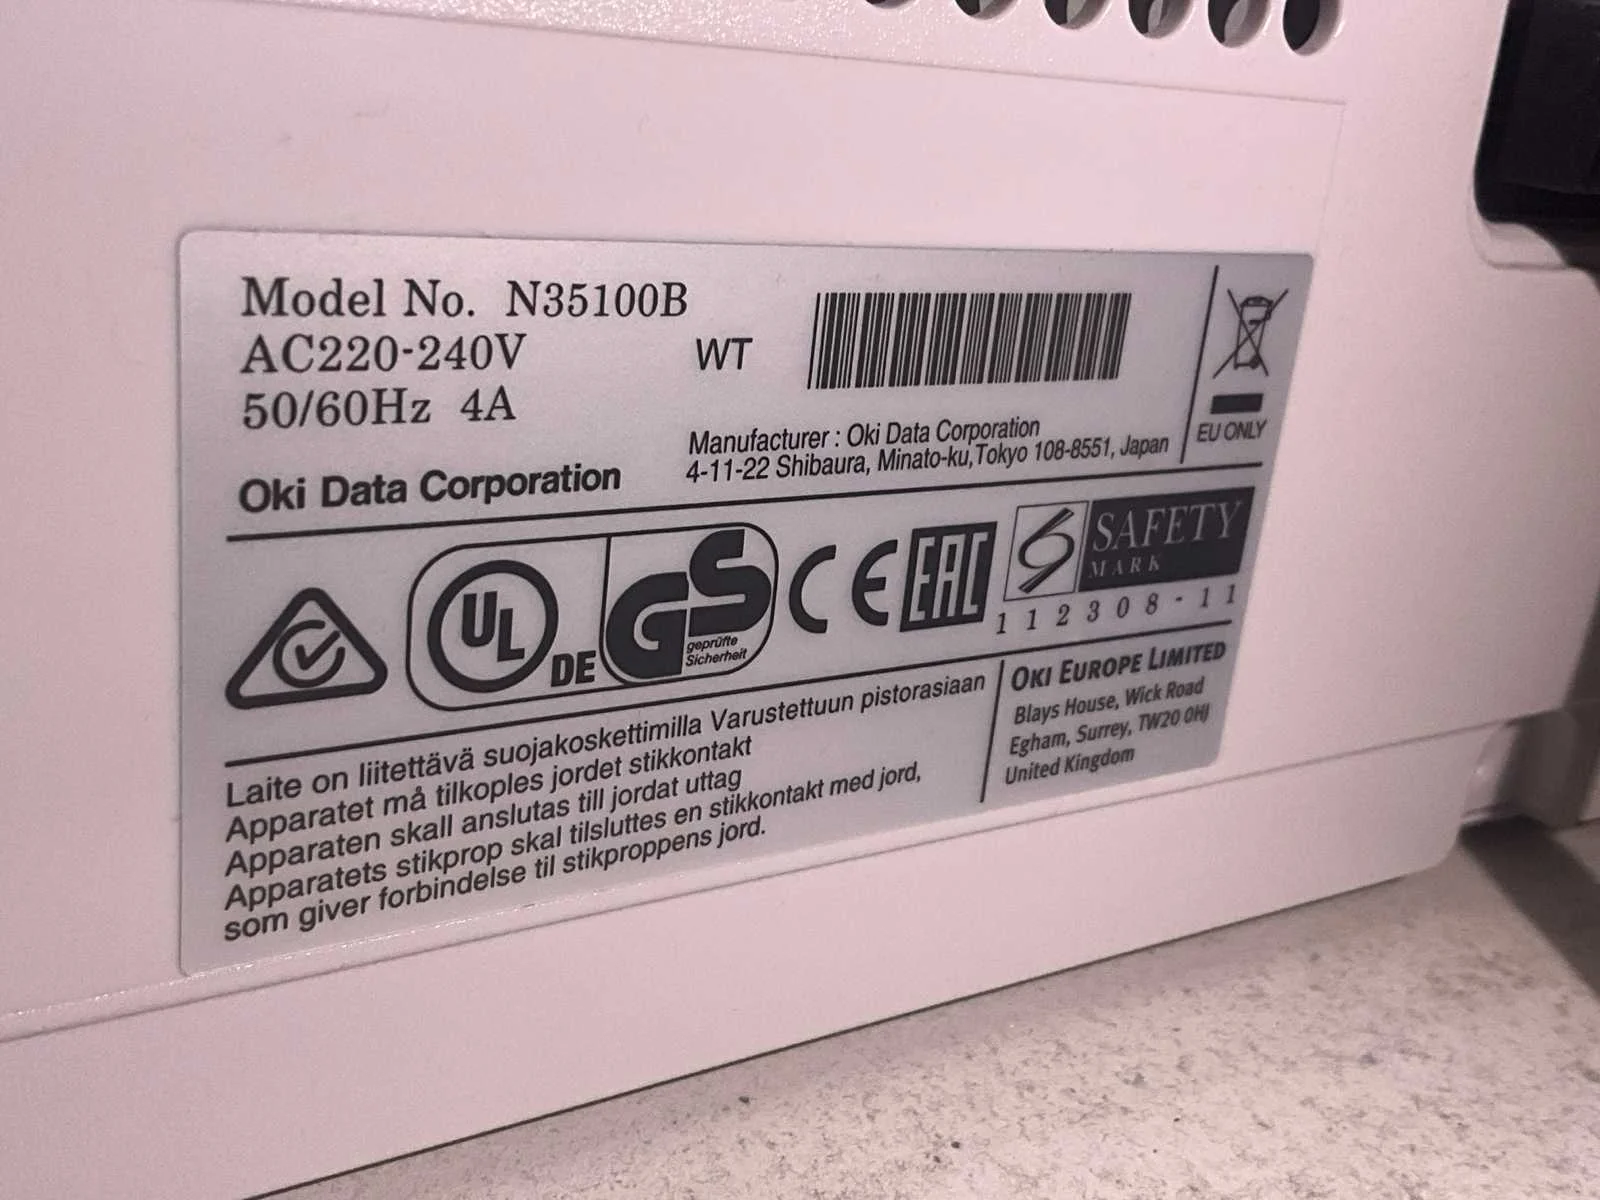 Model No. N35100B
AC220-240V
50/60Hz 4A
WT
Oki Data Corporation
Manufacturer : Oki Data Corporation
4-11-22 Shibaura, Minato-ku,Tokyo 108-8551, Japan
EU ONLY
UL
DE
GS
geprüfte
Sicherheit
CE
EAC
SAFETY
MARK
112308-11
Laite on liitettävä suojakoskettimilla Varustettuun pistorasiaan
Apparatet må tilkoples jordet stikkontakt
Apparaten skall anslutas till jordat uttag
Apparatets stikprop skal tilsluttes en stikkontakt med jord,
som giver forbindelse til stikproppens jord.
OKI EUROPE LIMITED
Blays House, Wick Road
Egham, Surrey, TW20 0HJ
United Kingdom